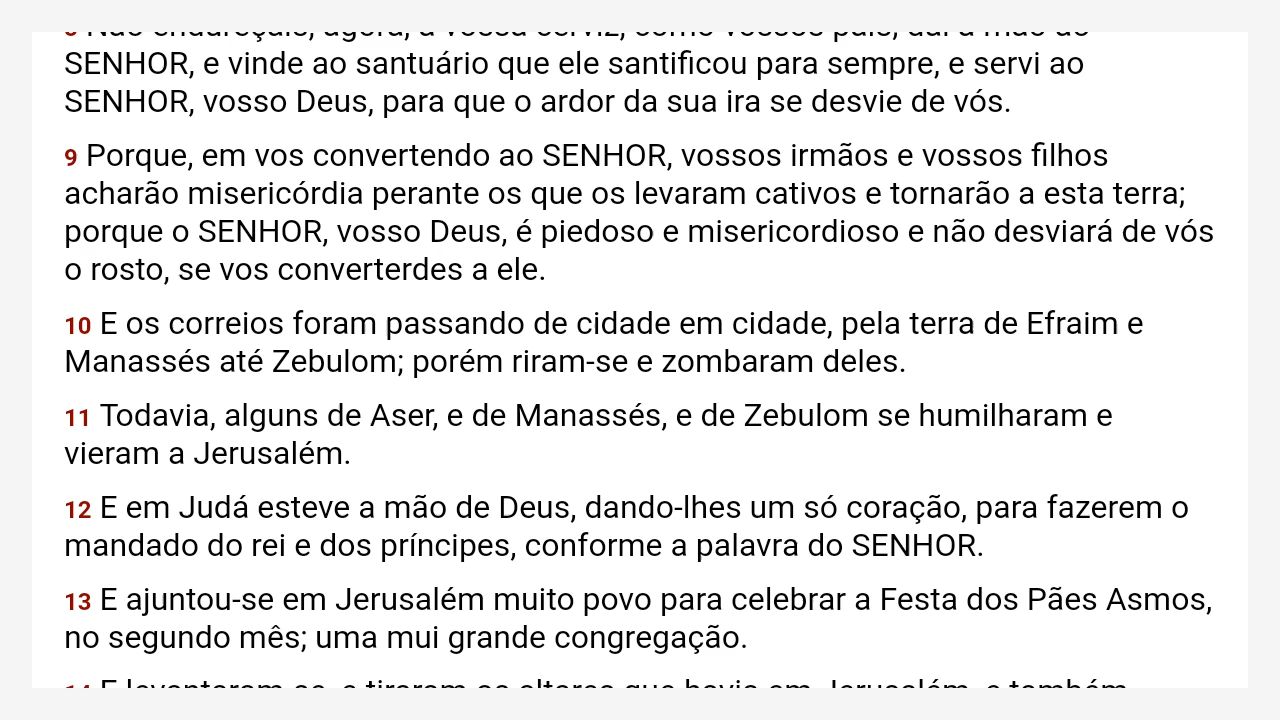 SENHOR, e vinde ao santuário que ele santificou para sempre, e servi ao
SENHOR, vosso Deus, para que o ardor da sua ira se desvie de vós.
9 Porque, em vos convertendo ao SENHOR, vossos irmãos e vossos filhos
acharão misericórdia perante os que os levaram cativos e tornarão a esta terra;
porque o SENHOR, vosso Deus, é piedoso e misericordioso e não desviará de vós
o rosto, se vos converterdes a ele.
10 E os correios foram passando de cidade em cidade, pela terra de Efraim e
Manassés até Zebulom; porém riram-se e zombaram deles.
11 Todavia, alguns de Aser, e de Manassés, e de Zebulom se humilharam e
vieram a Jerusalém.
12 E em Judá esteve a mão de Deus, dando-lhes um só coração, para fazerem o
mandado do rei e dos príncipes, conforme a palavra do SENHOR.
13 E ajuntou-se em Jerusalém muito povo para celebrar a Festa dos Pães Asmos,
no segundo mês; uma mui grande congregação.